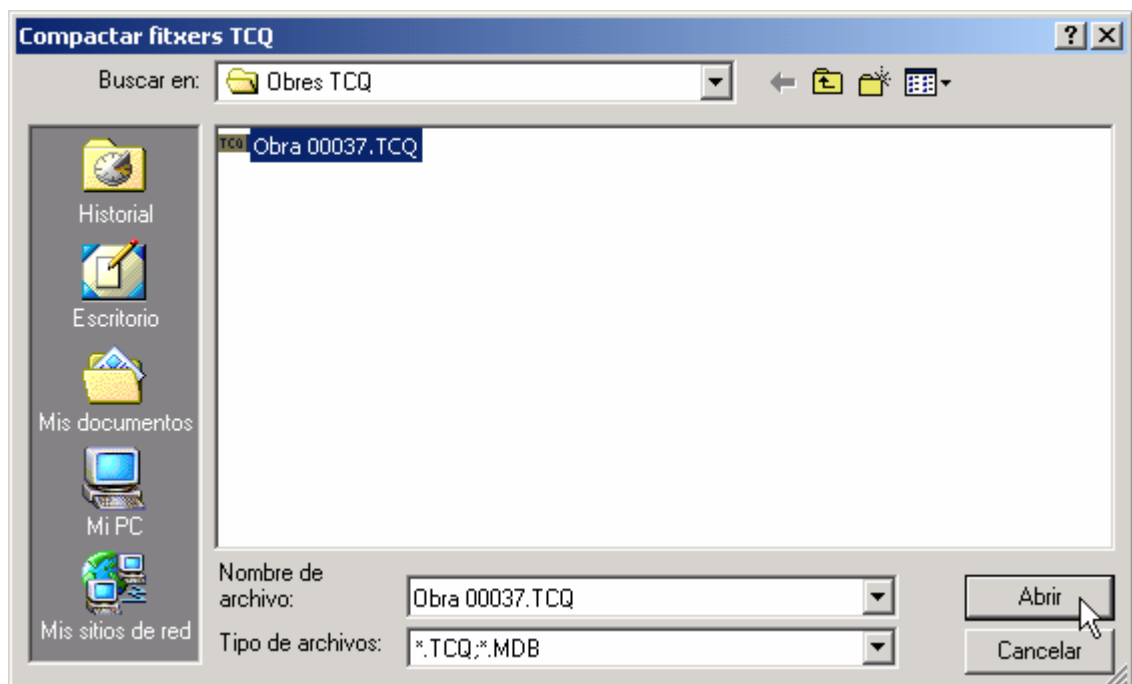 Compactar fitxers TCQ
Buscar en: Obres TCQ
TCQ Obra 00037.TCQ
Historial
Escritorio
Mis documentos
Mi PC
Mis sitios de red
Nombre de
archivo: Obra 00037.TCQ
Abrir
Tipo de archivos: *.TCQ;*.MDB
Cancelar